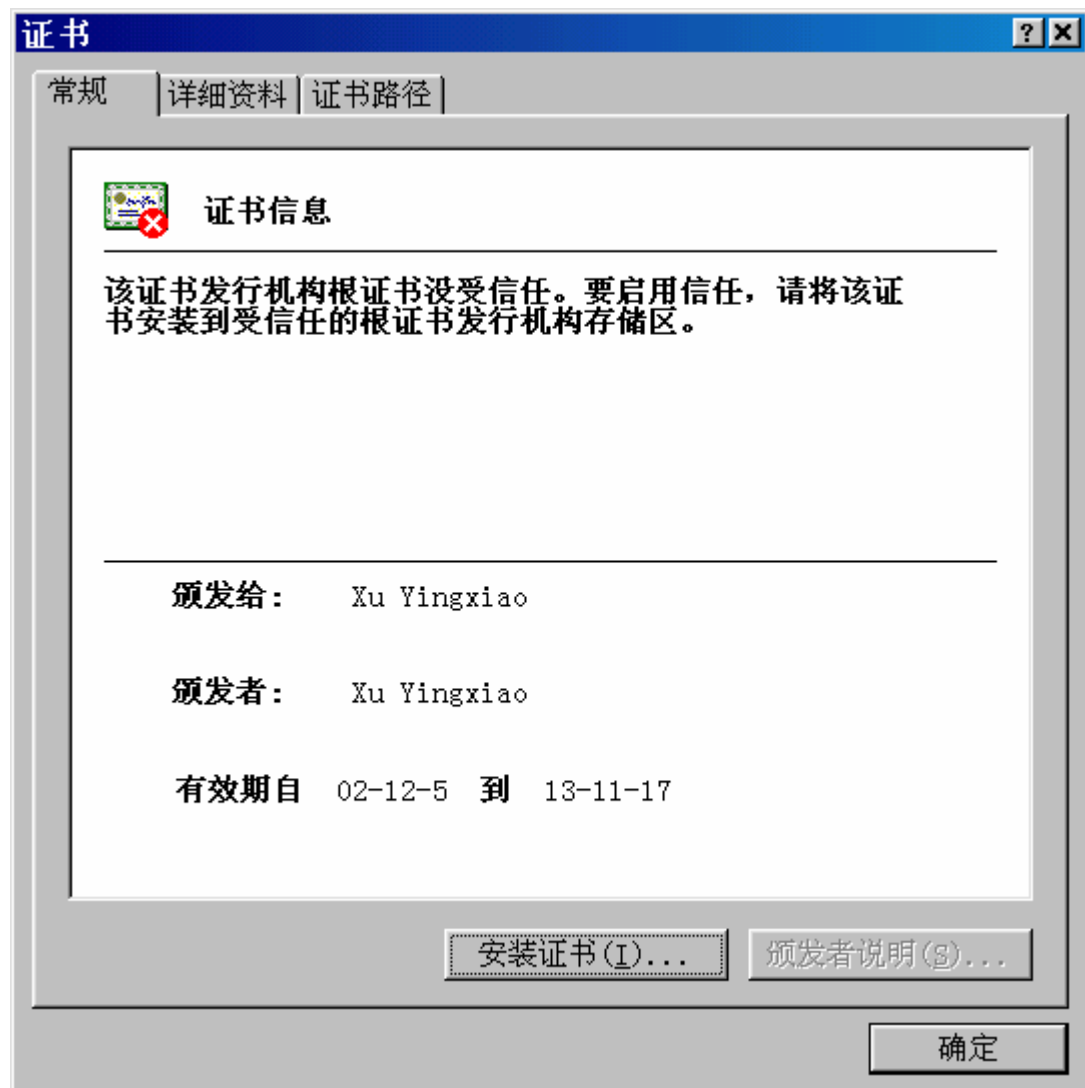 证书
常规 详细资料 证书路径
证书信息
该证书发行机构根证书没受信任。要启用信任，请将该证
书安装到受信任的根证书发行机构存储区。
颁发给： Xu Yingxiao
颁发者： Xu Yingxiao
有效期自 02-12-5 到 13-11-17
安装证书(I)... 颁发者说明(S)...
确定